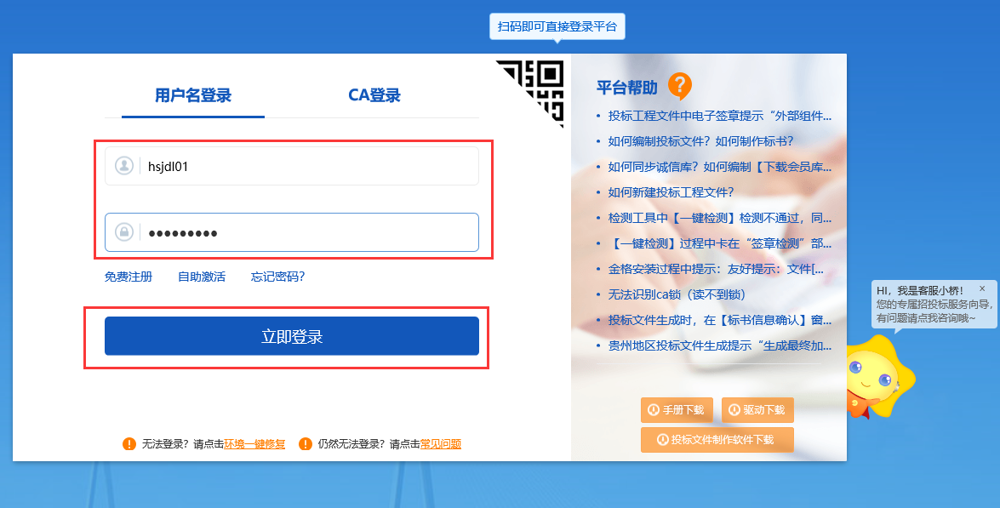 扫码即可直接登录平台
用户名登录
CA登录
hsjdl01
●●●●●●●●●
免费注册
自助激活
忘记密码?
立即登录
无法登录？请点击环境一键修复
仍然无法登录？请点击常见问题
平台帮助
投标工程文件中电子签章提示“外部组件...
如何编制投标文件？如何制作标书？
如何同步诚信库？如何编制【下载会员库...
如何新建投标工程文件？
检测工具中【一键检测】检测不通过，同...
【一键检测】过程中卡在“签章检测”部...
金格安装过程中提示：友好提示：文件[...
无法识别ca锁（读不到锁）
投标文件生成时，在【标书信息确认】窗...
贵州地区投标文件生成提示“生成最终加...
手册下载
驱动下载
投标文件制作软件下载
HI，我是客服小桥！ ×
您的专属招投标服务向导，
有问题请点我咨询哦~